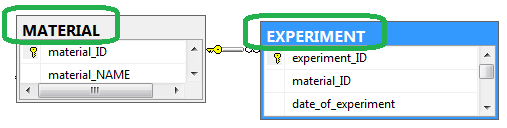 MATERIAL
material_ID
material_NAME
EXPERIMENT
experiment_ID
material_ID
date_of_experiment